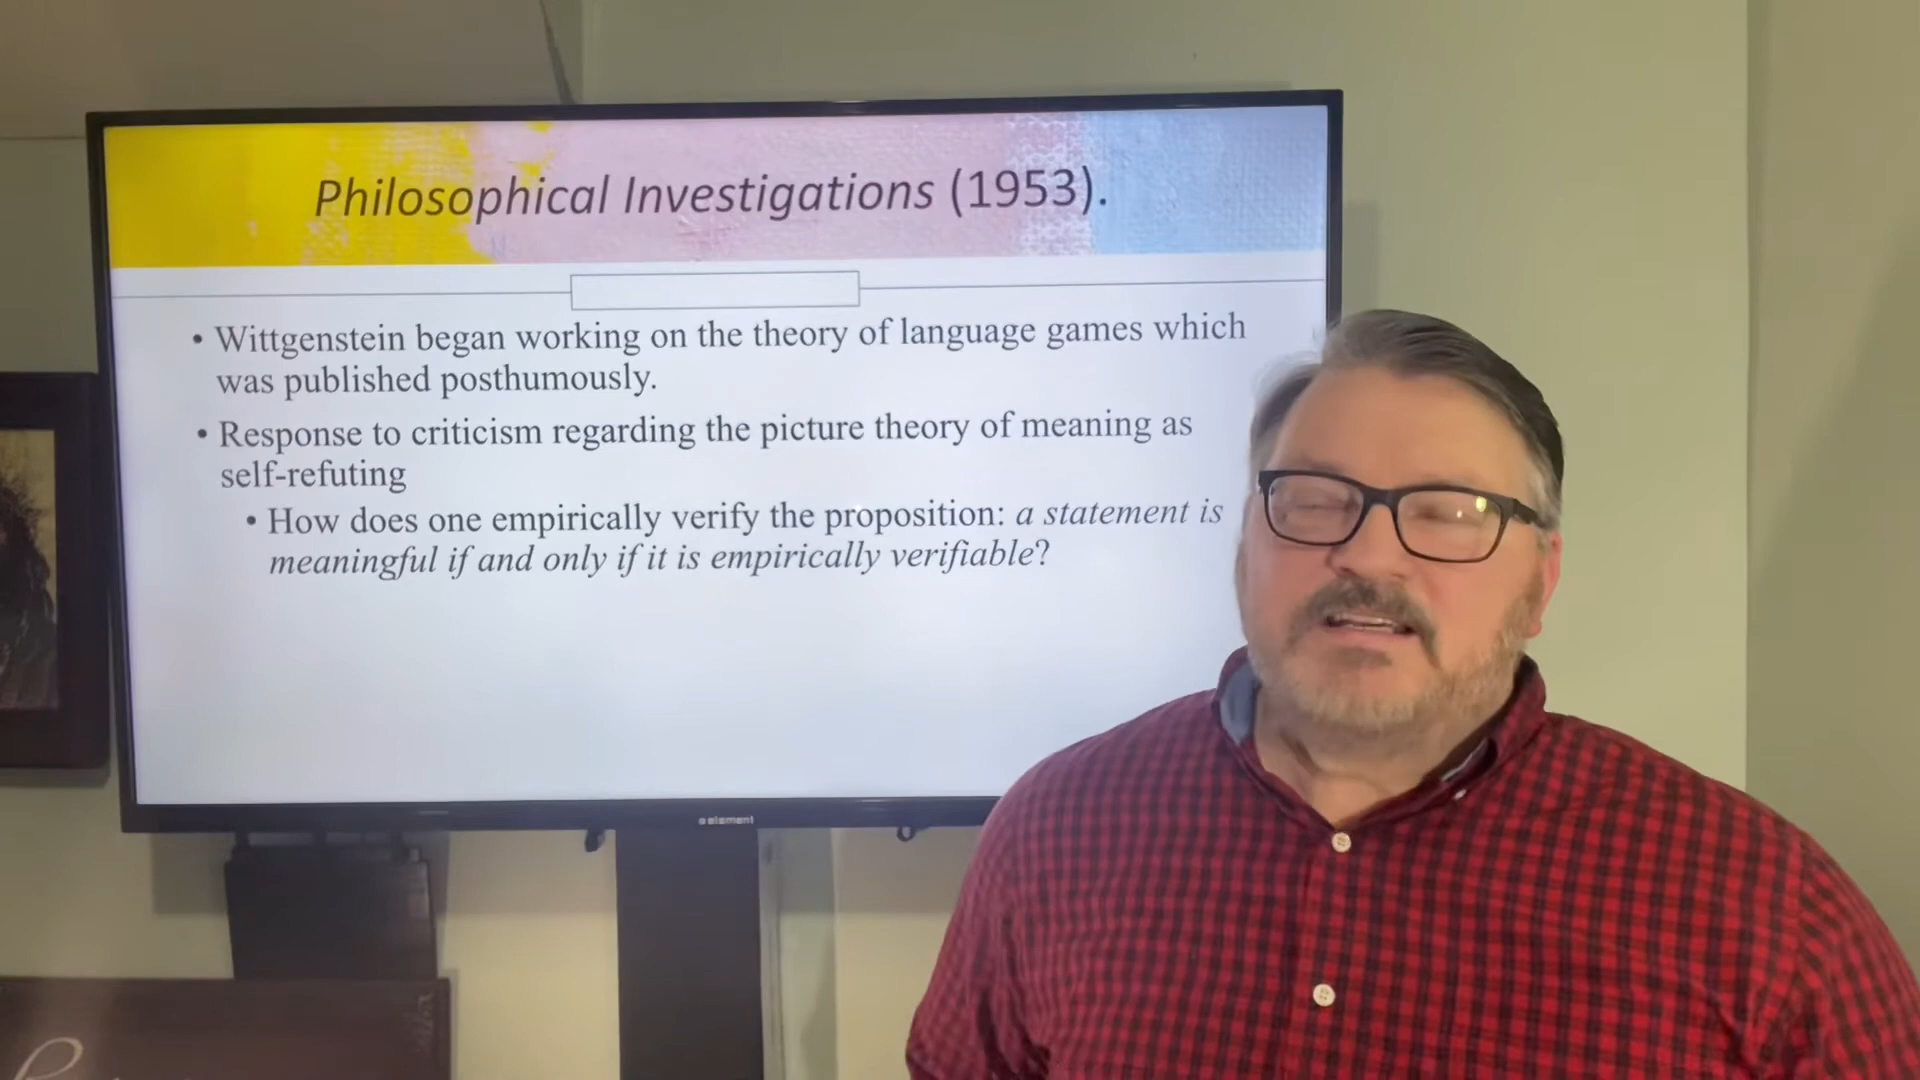 Philosophical Investigations (1953).
• Wittgenstein began working on the theory of language games which
was published posthumously.
• Response to criticism regarding the picture theory of meaning as
self-refuting
• How does one empirically verify the proposition: a statement is
meaningful if and only if it is empirically verifiable?
element